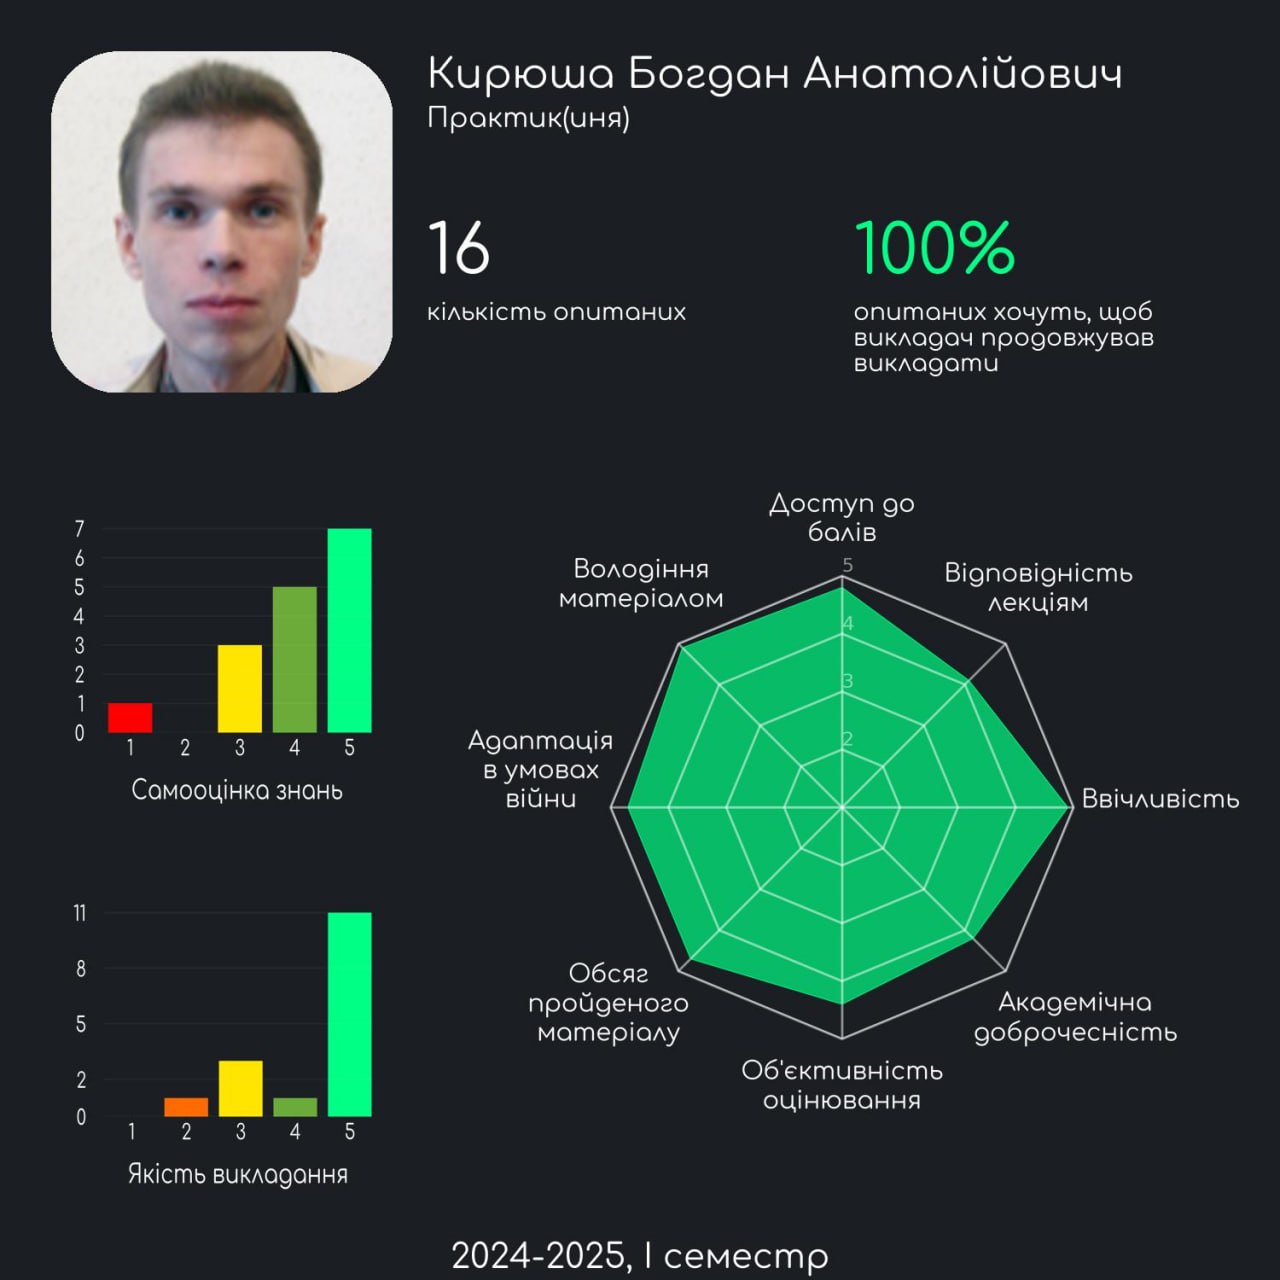 Кирюша Богдан Анатолійович
Практик(иня)
16
кількість опитаних
100%
опитаних хочуть, щоб
викладач продовжував
викладати
7
6
5
4
3
2
1
0
1 2 3 4 5
Самооцінка знань
11
8
5
2
0
1 2 3 4 5
Якість викладання
Доступ до
балів
Відповідність
лекціям
Ввічливість
Академічна
доброчесність
Об'єктивність
оцінювання
Обсяг
пройденого
матеріалу
Адаптація
в умовах
війни
Володіння
матеріалом
5
4
3
2
2024-2025, І семестр